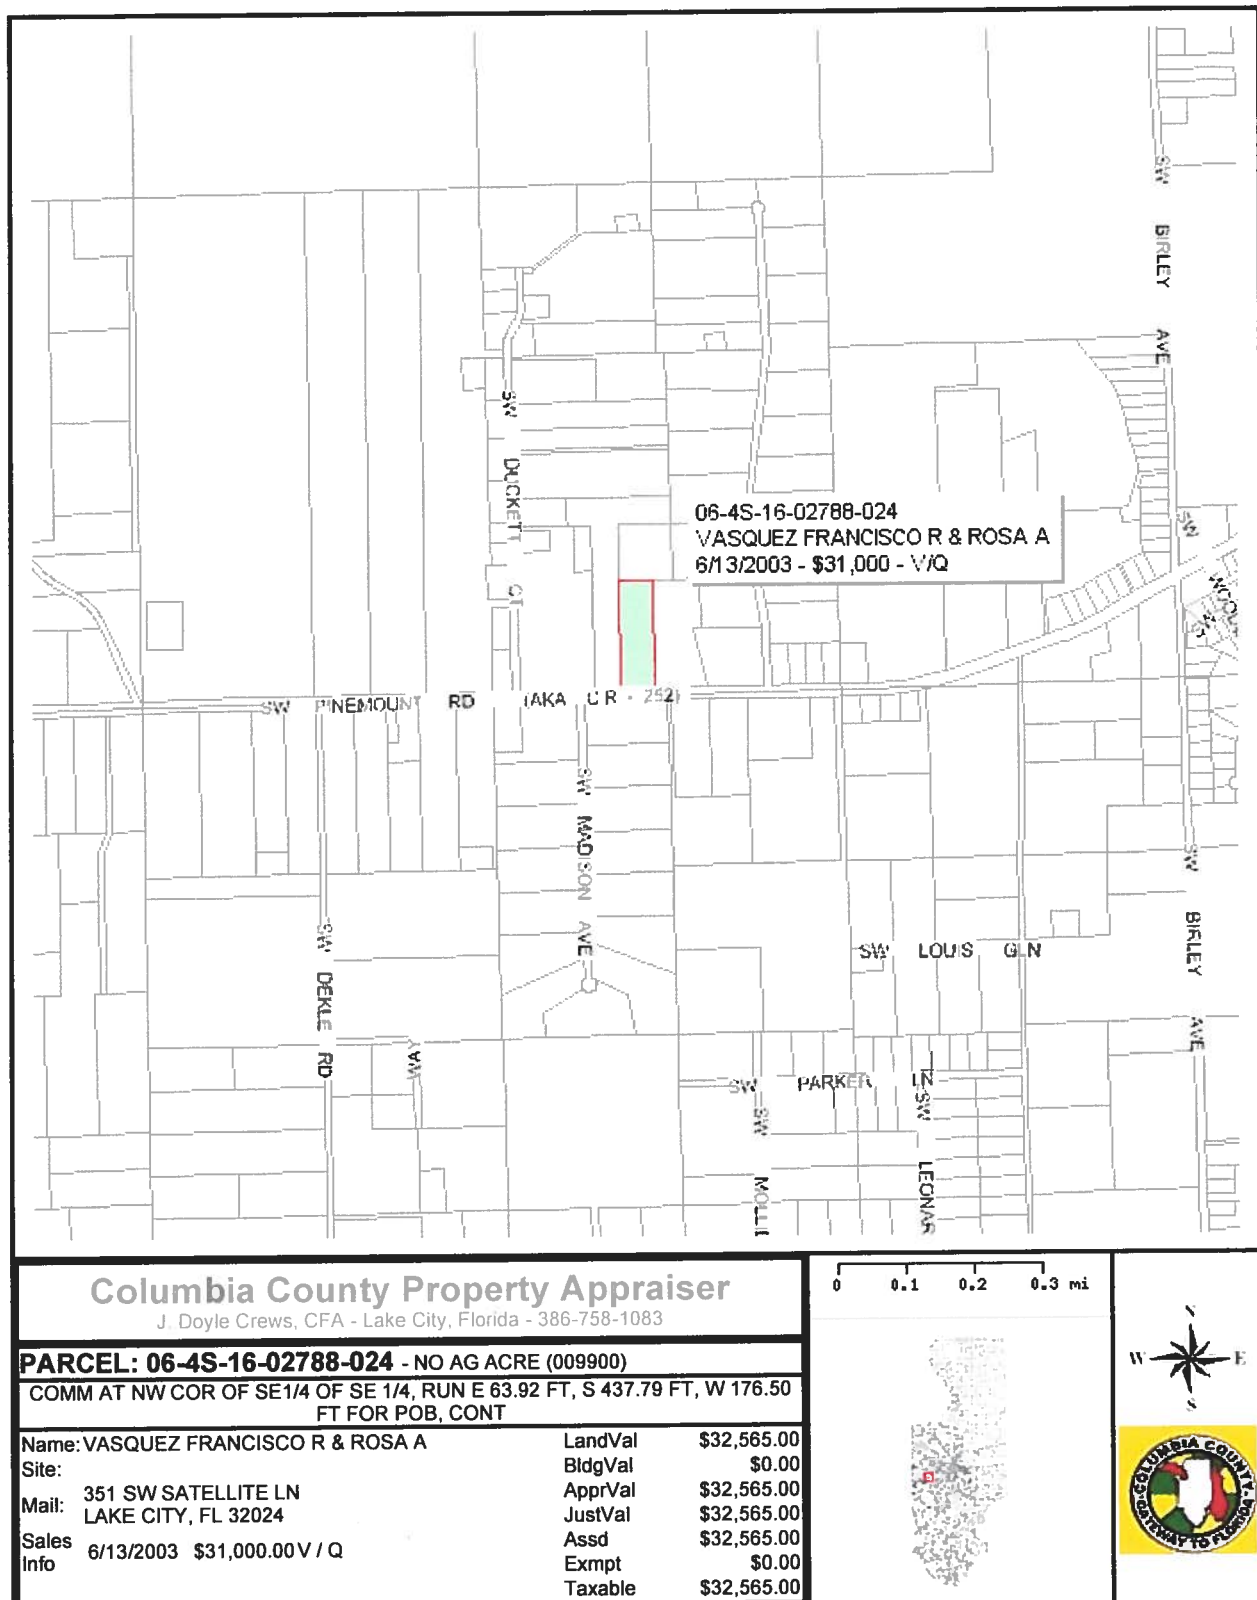 SW BIRLEY AVE
SW DUCKETT CT
06-4S-16-02788-024
VASQUEZ FRANCISCO R & ROSA A
6/13/2003 - $31,000 - V/Q
SW
SW PINEMOUNT RD (AKA CR - 252)
SW MADISON AVE
SW DEKLE RD
WAY
SW LOUIS GLN
SW BIRLEY AVE
SW PARKER LN
SW MOLLIE
SW LEONAR
Columbia County Property Appraiser
J. Doyle Crews, CFA - Lake City, Florida - 386-758-1083
PARCEL: 06-4S-16-02788-024 - NO AG ACRE (009900)
COMM AT NW COR OF SE1/4 OF SE 1/4, RUN E 63.92 FT, S 437.79 FT, W 176.50
FT FOR POB, CONT
Name: VASQUEZ FRANCISCO R & ROSA A
Site:
Mail: 351 SW SATELLITE LN
LAKE CITY, FL 32024
Sales Info 6/13/2003 $31,000.00 V / Q
LandVal $32,565.00
BldgVal $0.00
ApprVal $32,565.00
JustVal $32,565.00
Assd $32,565.00
Exmpt $0.00
Taxable $32,565.00
0 0.1 0.2 0.3 mi
N
W E
S
COLUMBIA COUNTY
GATEWAY TO FLORIDA